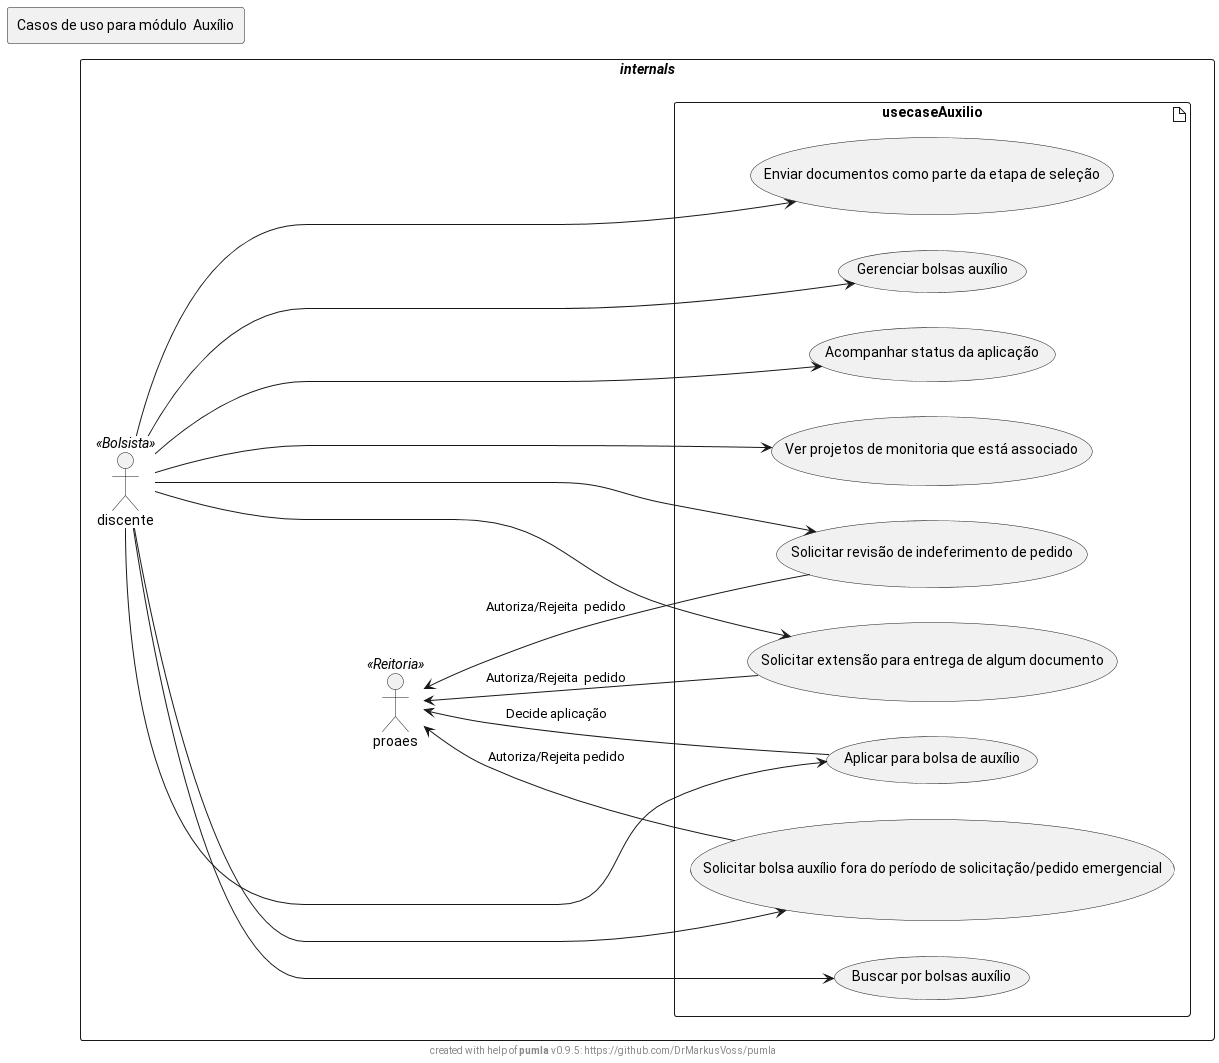 Casos de uso para módulo  Auxílio
internals
usecaseAuxilio
Enviar documentos como parte da etapa de seleção
Gerenciar bolsas auxílio
Acompanhar status da aplicação
«Bolsista»
discente
Ver projetos de monitoria que está associado
Solicitar revisão de indeferimento de pedido
Autoriza/Rejeita  pedido
«Reitoria»
proaes
Solicitar extensão para entrega de algum documento
Autoriza/Rejeita  pedido
Decide aplicação
Aplicar para bolsa de auxílio
Autoriza/Rejeita pedido
Solicitar bolsa auxílio fora do período de solicitação/pedido emergencial
Buscar por bolsas auxílio
created with help of pumla v0.9.5: https://github.com/DrMarkusVoss/pumla